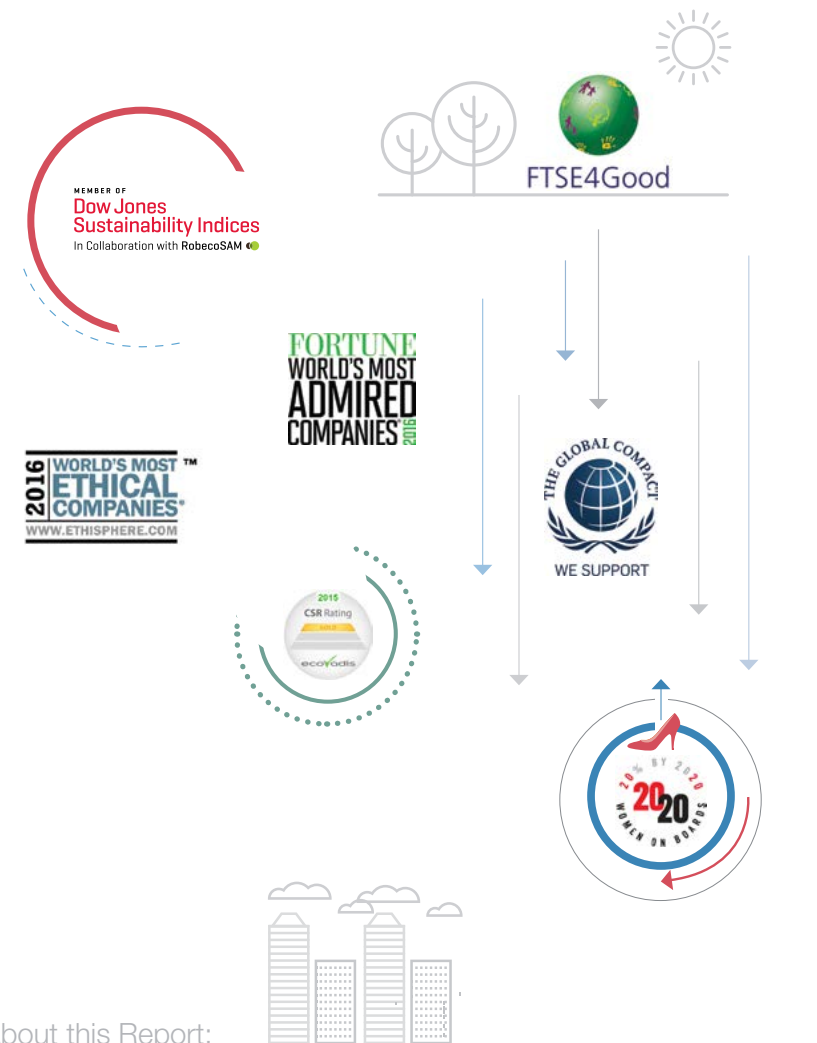 FTSE4Good
MEMBER OF
Dow Jones
Sustainability Indices
In Collaboration with RobecoSAM
FORTUNE
WORLD'S MOST
ADMIRED
COMPANIES®
2016
2016
WORLD'S MOST ™
ETHICAL
COMPANIES®
WWW.ETHISPHERE.COM
THE GLOBAL COMPACT
WE SUPPORT
2015
CSR Rating
GOLD
ecoVadis
20% BY 2020
2020
WOMEN ON BOARDS
bout this Report: